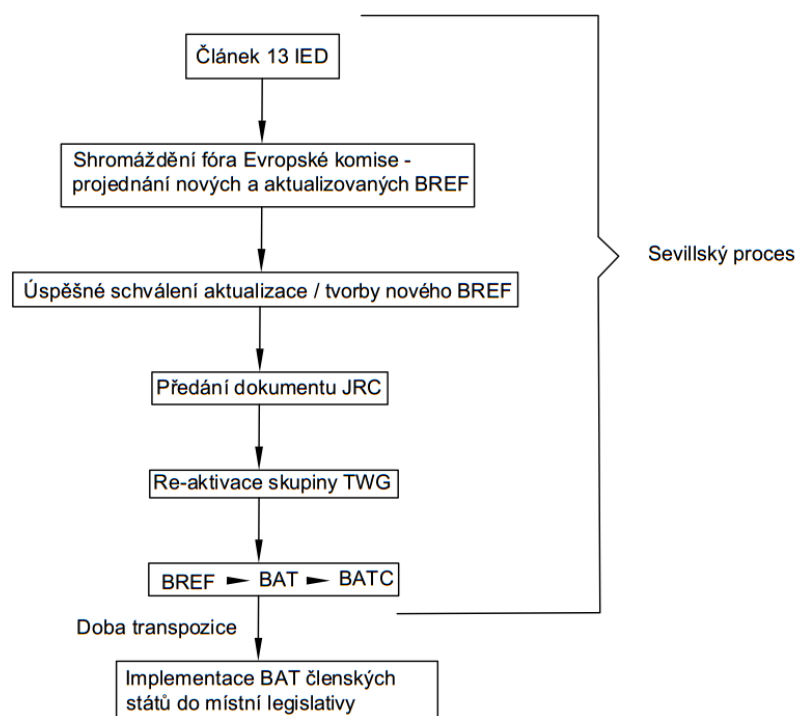 Článek 13 IED
Shromáždění fóra Evropské komise -
projednání nových a aktualizovaných BREF
Sevillský proces
Úspěšné schválení aktualizace / tvorby nového BREF
Předání dokumentu JRC
Re-aktivace skupiny TWG
BREF BAT BATC
Doba transpozice
Implementace BAT členských
států do místní legislativy